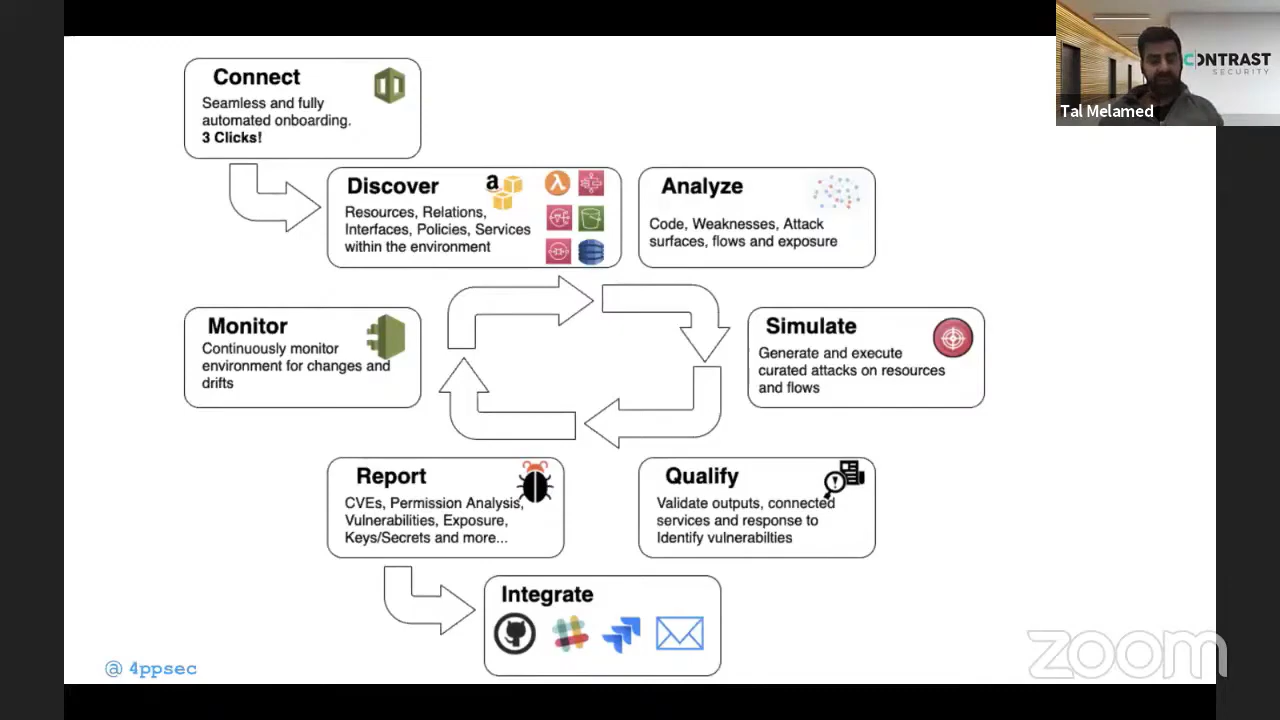 Connect
Seamless and fully
automated onboarding.
3 Clicks!
CONTRAST
SECURITY
Tal Melamed
Discover
Resources, Relations,
Interfaces, Policies, Services
within the environment
a
Analyze
Code, Weaknesses, Attack
surfaces, flows and exposure
Monitor
Continuously monitor
environment for changes and
drifts
Simulate
Generate and execute
curated attacks on resources
and flows
Report
CVEs, Permission Analysis,
Vulnerabilities, Exposure,
Keys/Secrets and more...
Qualify
Validate outputs, connected
services and response to
Identify vulnerabilties
Integrate
@ 4ppsec
zoom